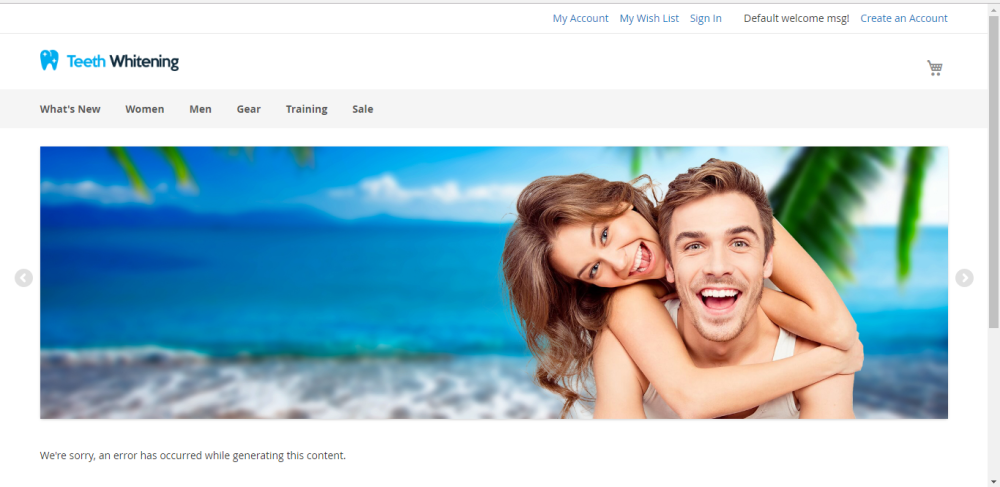 My Account My Wish List Sign In Default welcome msg! Create an Account
Teeth Whitening
What's New Women Men Gear Training Sale
We're sorry, an error has occurred while generating this content.